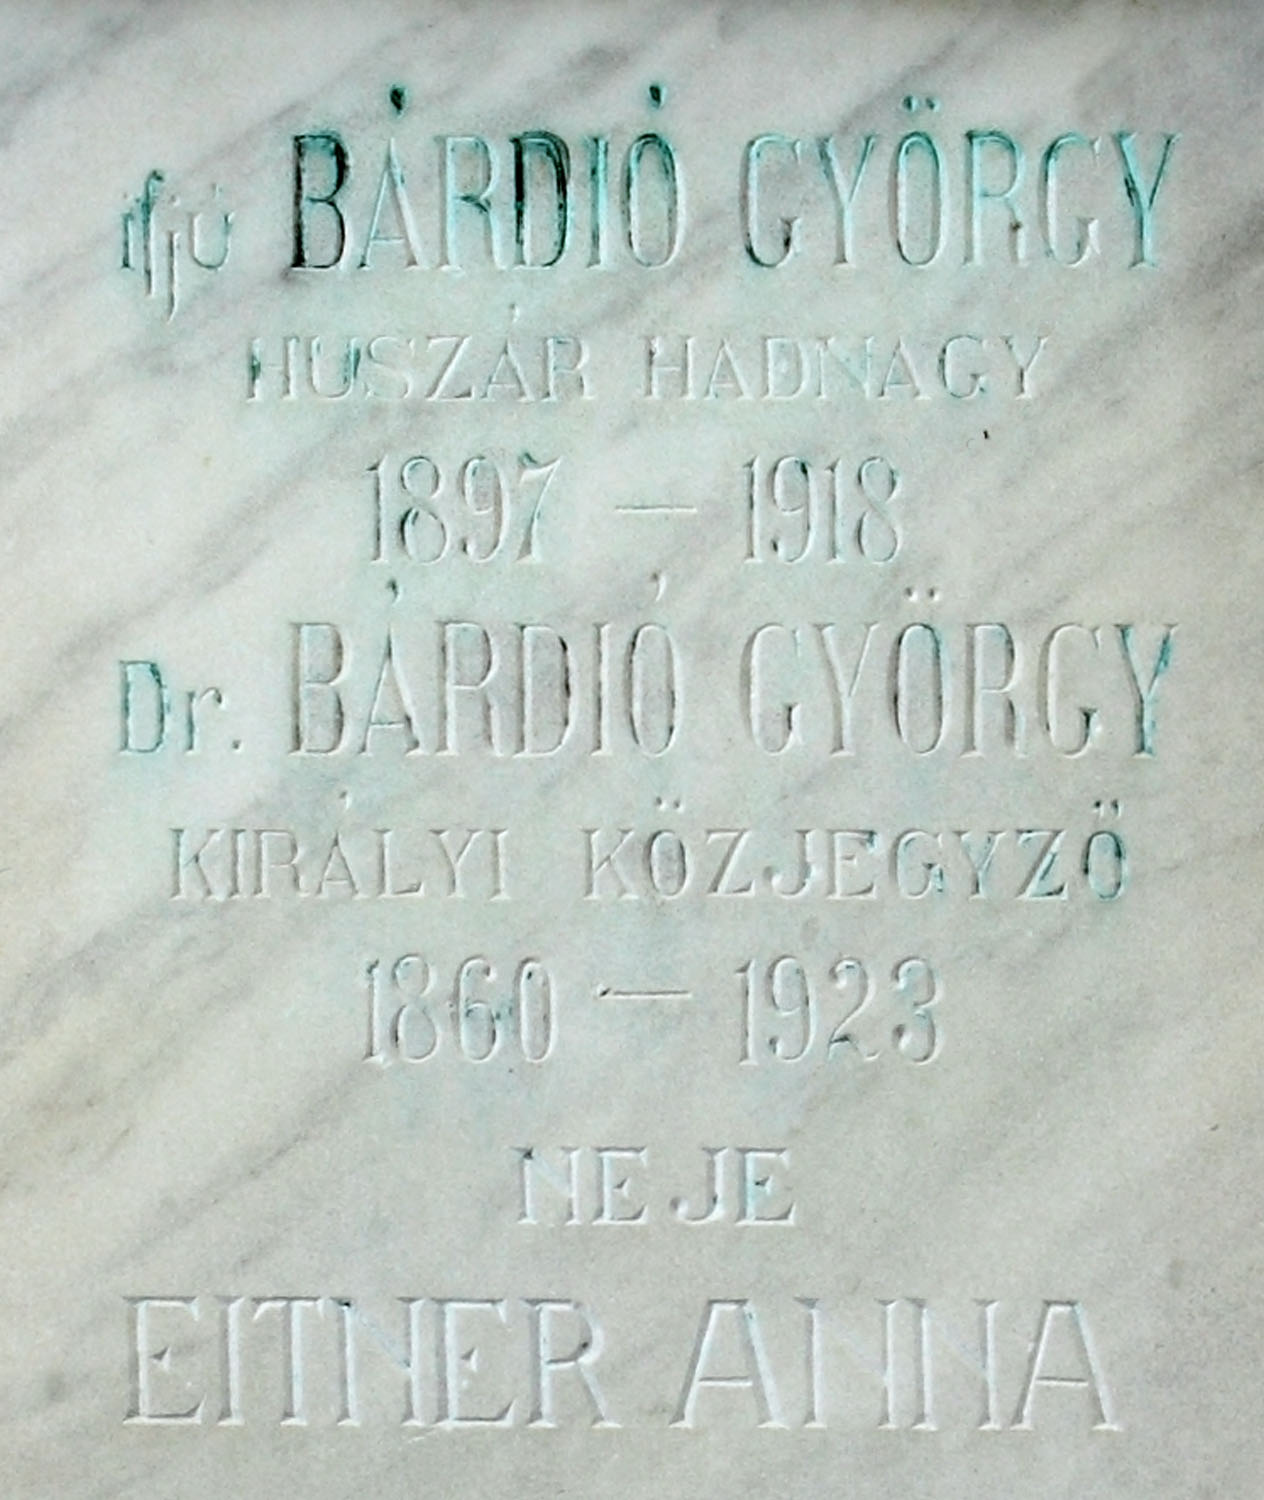 ifjú BÁRDIÓ GYÖRGY
HUSZÁR HADNAGY
1897 — 1918
Dr. BÁRDIÓ GYÖRGY
KIRÁLYI KÖZJEGYZŐ
1860 — 1923
NEJE
EITNER ANNA